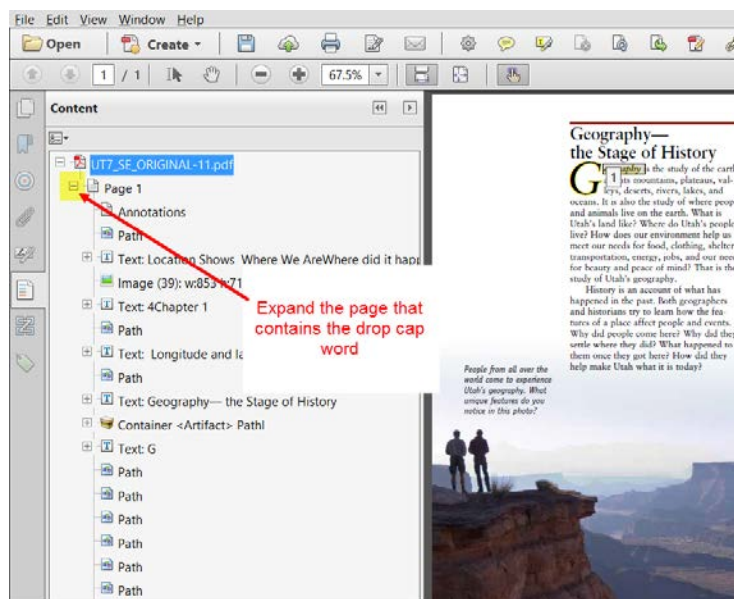 File Edit View Window Help
Open Create
1 / 1 67.5%
Content
UT7_SE_ORIGINAL-11.pdf
Page 1
Annotations
Path
Text: Location Shows Where We AreWhere did it happ
Image (39): w:853 h:71
Text: 4Chapter 1
Path
Text: Longitude and la
Path
Text: Geography— the Stage of History
Container <Artifact> Pathl
Text: G
Path
Path
Path
Path
Path
Path
Expand the page that
contains the drop cap
word
Geography—
the Stage of History
Geography is the study of the earth
1 its mountains, plateaus, val-
leys, deserts, rivers, lakes, and
oceans. It is also the study of where peop
and animals live on the earth. What is
Utah's land like? Where do Utah's people
live? How does our environment help us
meet our needs for food, clothing, shelter
transportation, energy, jobs, and our need
for beauty and peace of mind? That is the
study of Utah's geography.
History is an account of what has
happened in the past. Both geographers
and historians try to learn how the fea-
tures of a place affect people and events.
Why did people come here? Why did they
settle where they did? What happened to
them once they got here? How did they
help make Utah what it is today?
People from all over the
world come to experience
Utah's geography. What
unique features do you
notice in this photo?